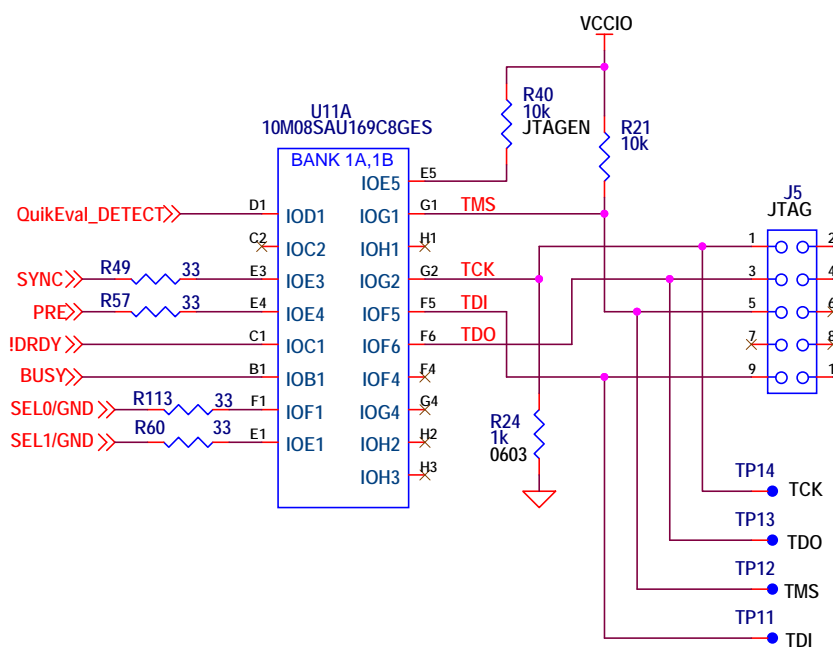 VCCIO
R40
10k
JTAGEN
R21
10k
U11A
10M08SAU169C8GES
BANK 1A,1B
E5
IOE5
QuikEval_DETECT
D1
IOD1
IOG1
G1
TMS
C2
IOC2
IOH1
H1
SYNC
R49
33
E3
IOE3
IOG2
G2
TCK
PRE
R57
33
E4
IOE4
IOF5
F5
TDI
!DRDY
C1
IOC1
IOF6
F6
TDO
BUSY
B1
IOB1
IOF4
F4
SEL0/GND
R113
33
F1
IOF1
IOG4
G4
SEL1/GND
R60
33
E1
IOE1
IOH2
H2
IOH3
H3
R24
1k
0603
J5
JTAG
1
2
3
4
5
6
7
8
9
1
TP14
TCK
TP13
TDO
TP12
TMS
TP11
TDI